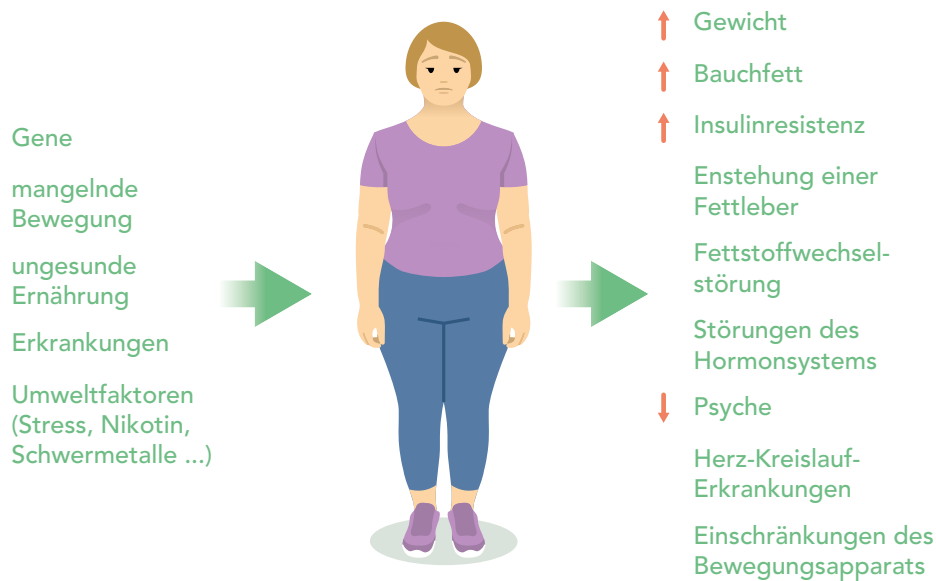 Gene
mangelnde
Bewegung
ungesunde
Ernährung
Erkrankungen
Umweltfaktoren
(Stress, Nikotin,
Schwermetalle ...)
Gewicht
Bauchfett
Insulinresistenz
Enstehung einer
Fettleber
Fettstoffwechsel-
störung
Störungen des
Hormonsystems
Psyche
Herz-Kreislauf-
Erkrankungen
Einschränkungen des
Bewegungsapparats